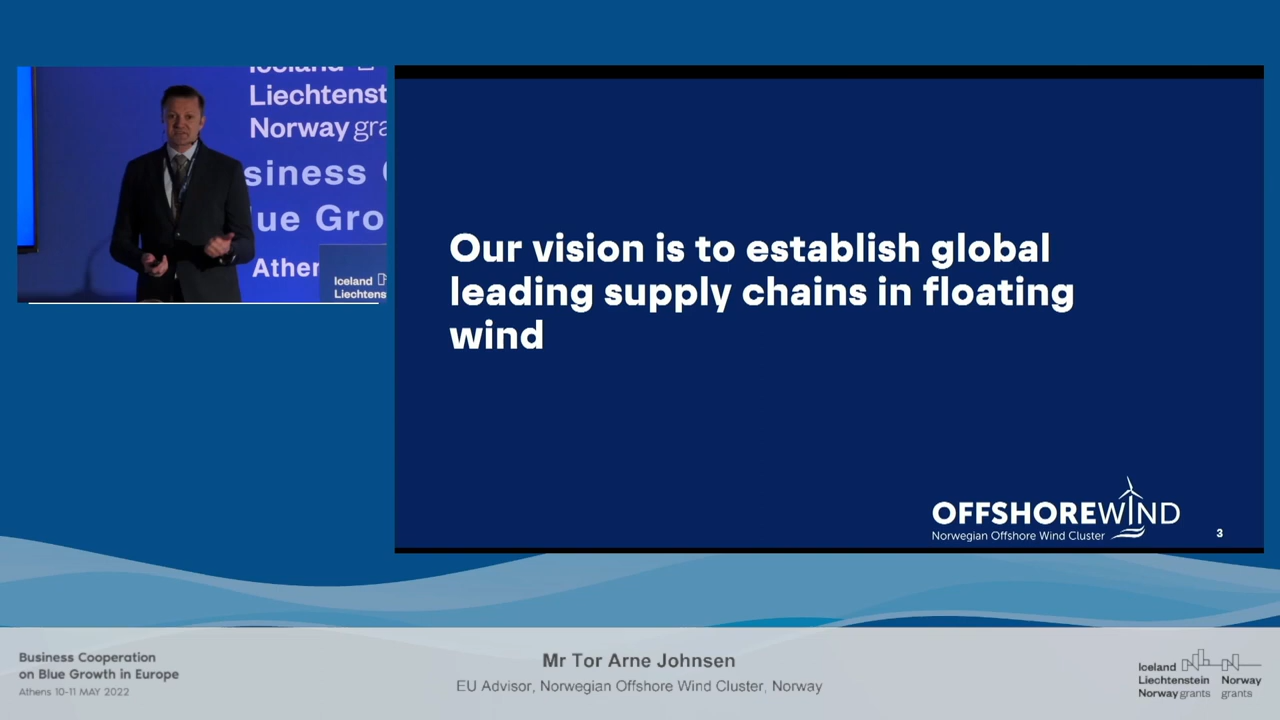 Iceland
Liechtenst
Norway gra
siness
lue Gro
Athen
Iceland
Liechtens
Our vision is to establish global
leading supply chains in floating
wind
OFFSHOREWIND
Norwegian Offshore Wind Cluster
3
Business Cooperation
on Blue Growth in Europe
Athens 10-11 MAY 2022
Mr Tor Arne Johnsen
EU Advisor, Norwegian Offshore Wind Cluster, Norway
Iceland
Liechtenstein
Norway grants
Norway
grants